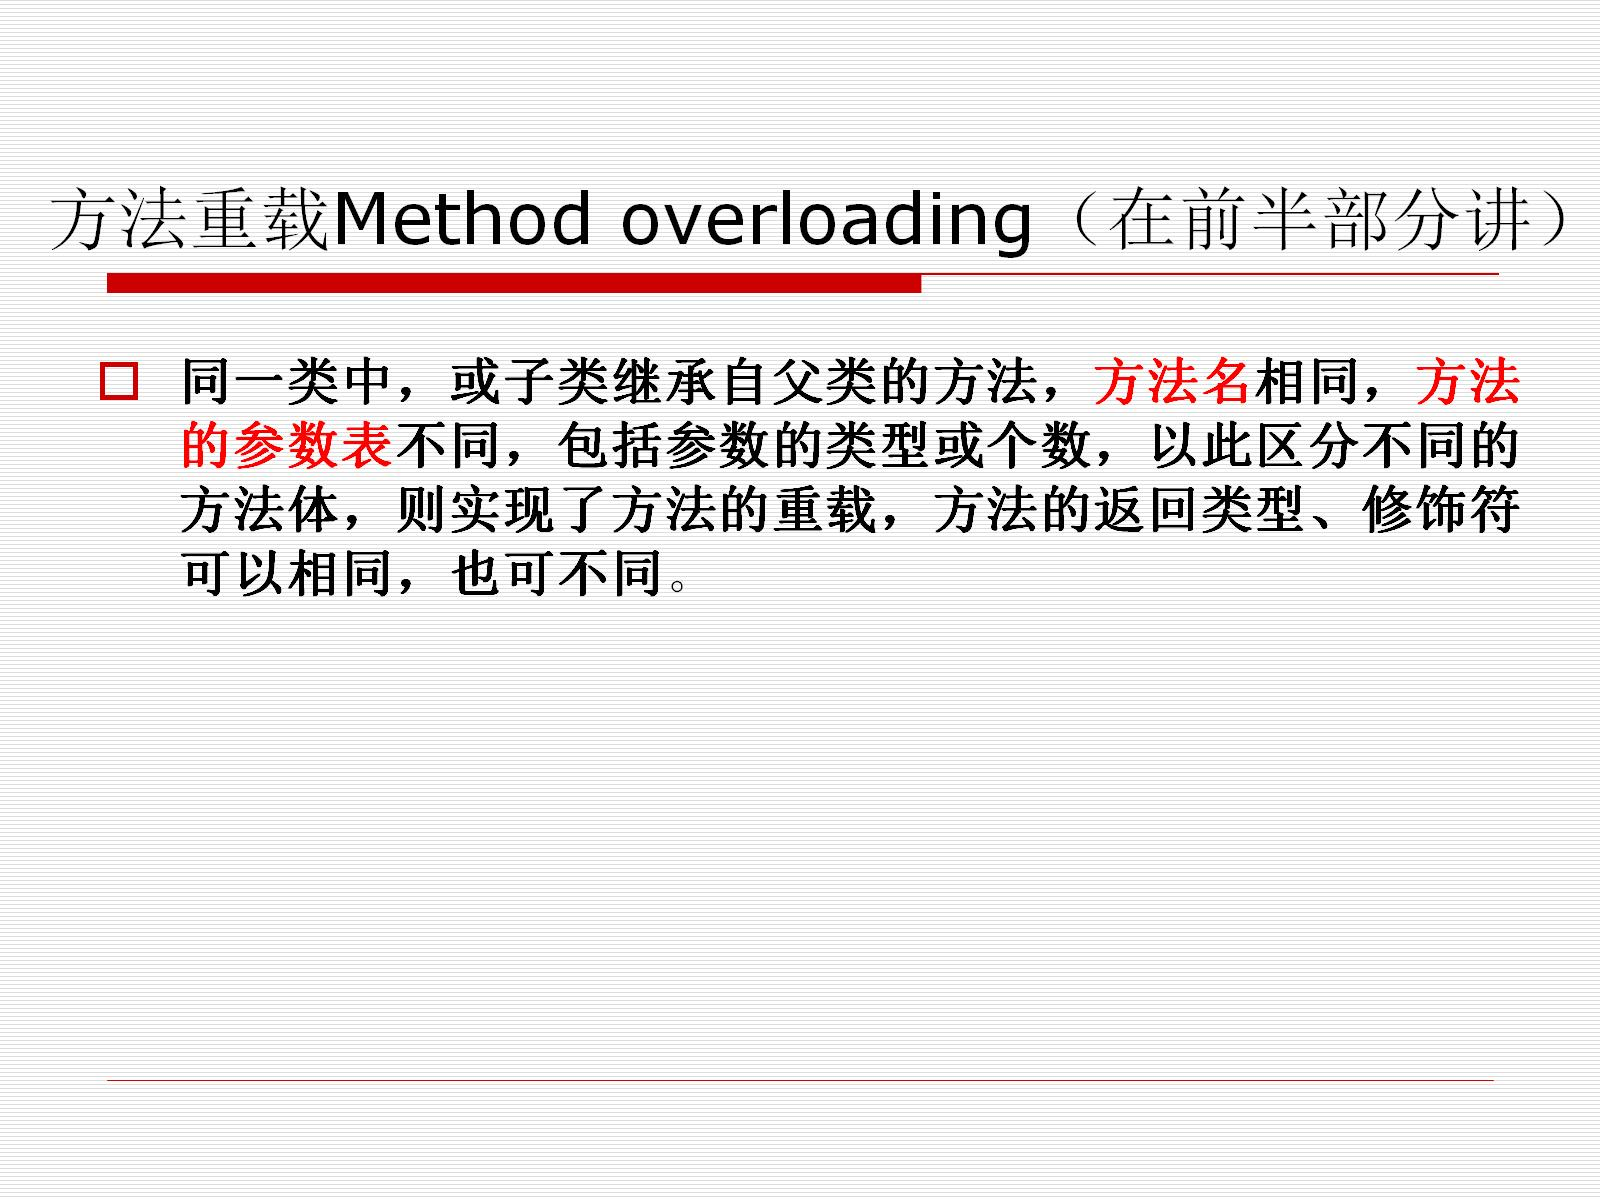 方法重载Method overloading（在前半部分讲）
同一类中，或子类继承自父类的方法，方法名相同，方法
的参数表不同，包括参数的类型或个数，以此区分不同的
方法体，则实现了方法的重载，方法的返回类型、修饰符
可以相同，也可不同。